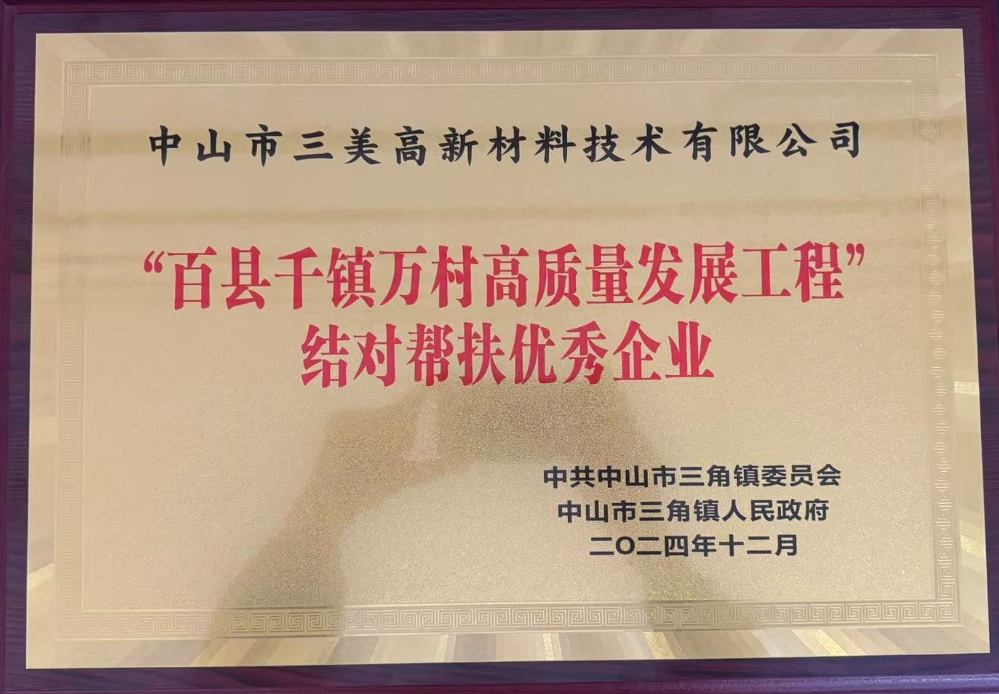 中山市三美高新材料技术有限公司
“百县千镇万村高质量发展工程”
结对帮扶优秀企业
中共中山市三角镇委员会
中山市三角镇人民政府
二〇二四年十二月